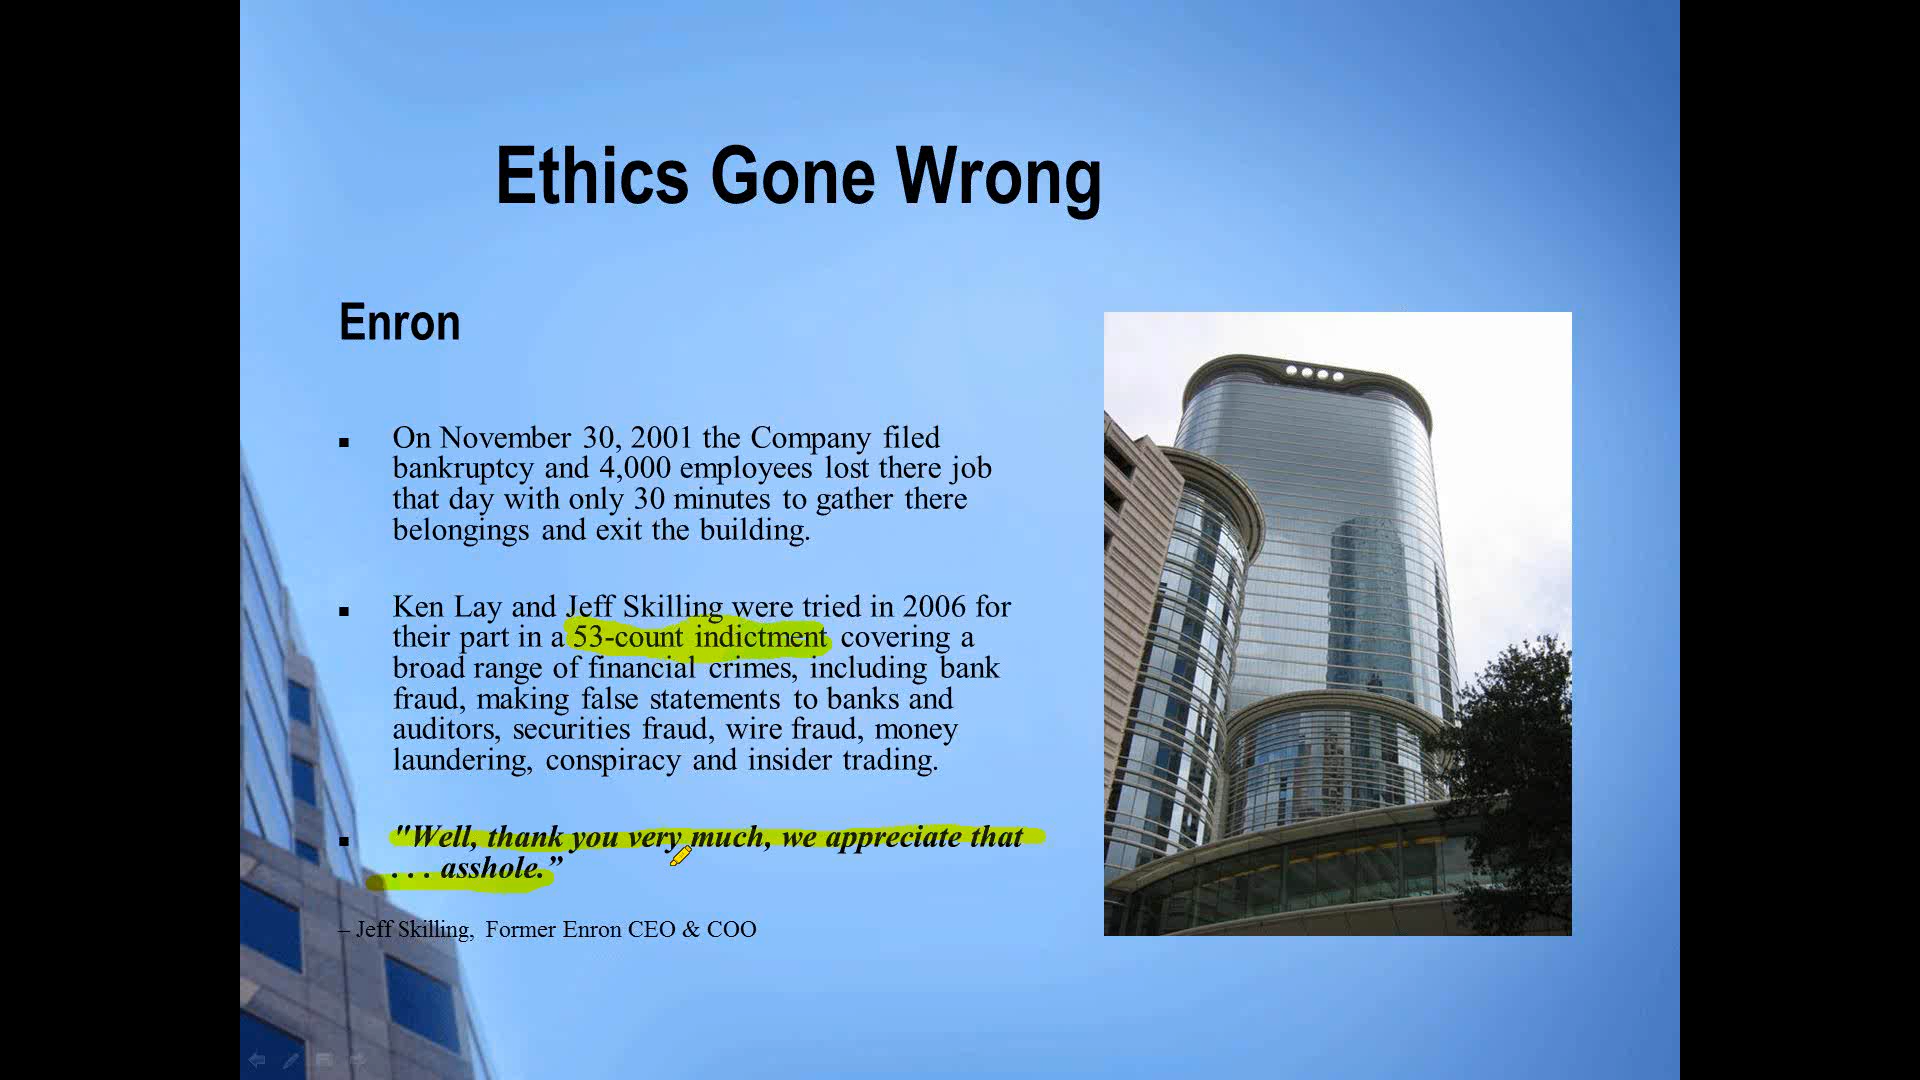 Ethics Gone Wrong
Enron
On November 30, 2001 the Company filed
bankruptcy and 4,000 employees lost there job
that day with only 30 minutes to gather there
belongings and exit the building.
Ken Lay and Jeff Skilling were tried in 2006 for
their part in a 53-count indictment covering a
broad range of financial crimes, including bank
fraud, making false statements to banks and
auditors, securities fraud, wire fraud, money
laundering, conspiracy and insider trading.
"Well, thank you very much, we appreciate that
. . . asshole.”
– Jeff Skilling, Former Enron CEO & COO